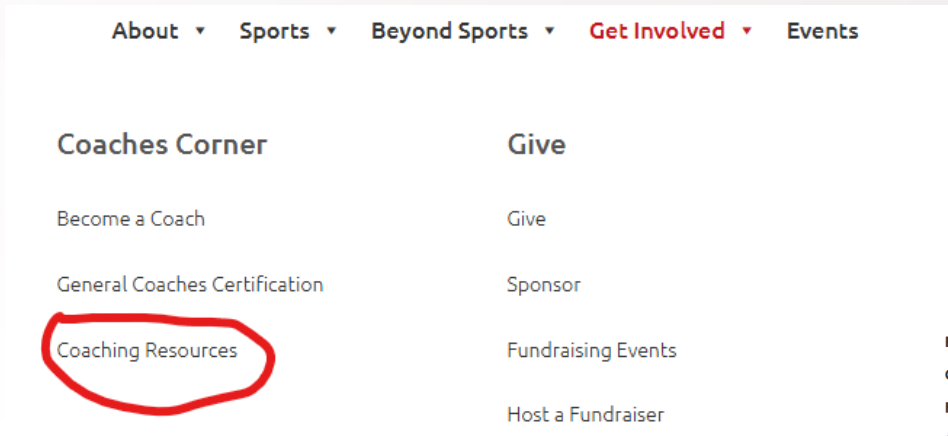 About Sports Beyond Sports Get Involved Events
Coaches Corner
Become a Coach
General Coaches Certification
Coaching Resources
Give
Give
Sponsor
Fundraising Events
Host a Fundraiser